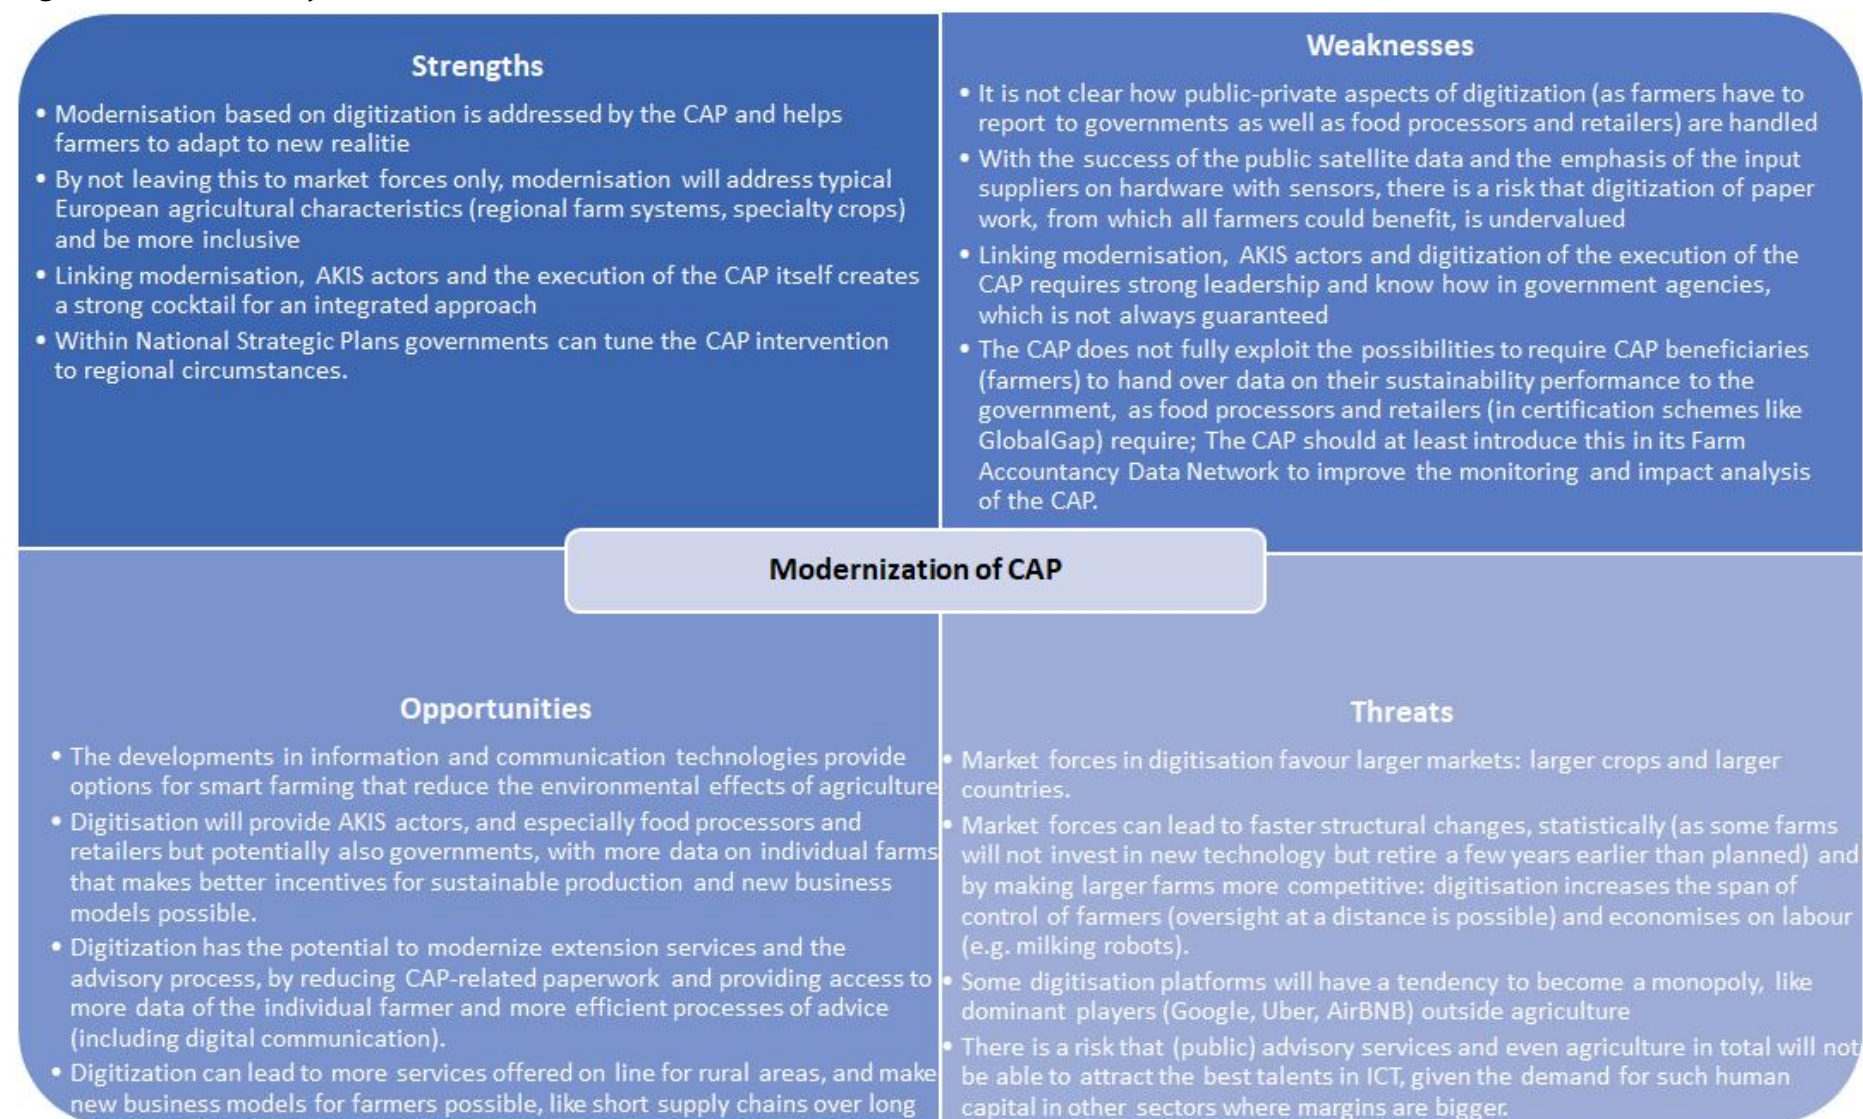 Strengths
• Modernisation based on digitization is addressed by the CAP and helps
farmers to adapt to new realitie
• By not leaving this to market forces only, modernisation will address typical
European agricultural characteristics (regional farm systems, specialty crops)
and be more inclusive
• Linking modernisation, AKIS actors and the execution of the CAP itself creates
a strong cocktail for an integrated approach
• Within National Strategic Plans governments can tune the CAP intervention
to regional circumstances.
Weaknesses
• It is not clear how public-private aspects of digitization (as farmers have to
report to governments as well as food processors and retailers) are handled
• With the success of the public satellite data and the emphasis of the input
suppliers on hardware with sensors, there is a risk that digitization of paper
work, from which all farmers could benefit, is undervalued
• Linking modernisation, AKIS actors and digitization of the execution of the
CAP requires strong leadership and know how in government agencies,
which is not always guaranteed
• The CAP does not fully exploit the possibilities to require CAP beneficiaries
(farmers) to hand over data on their sustainability performance to the
government, as food processors and retailers (in certification schemes like
GlobalGap) require; The CAP should at least introduce this in its Farm
Accountancy Data Network to improve the monitoring and impact analysis
of the CAP.
Modernization of CAP
Opportunities
• The developments in information and communication technologies provide
options for smart farming that reduce the environmental effects of agriculture
• Digitisation will provide AKIS actors, and especially food processors and
retailers but potentially also governments, with more data on individual farms
that makes better incentives for sustainable production and new business
models possible.
• Digitization has the potential to modernize extension services and the
advisory process, by reducing CAP-related paperwork and providing access to
more data of the individual farmer and more efficient processes of advice
(including digital communication).
• Digitization can lead to more services offered on line for rural areas, and make
new business models for farmers possible, like short supply chains over long
Threats
• Market forces in digitisation favour larger markets: larger crops and larger
countries.
• Market forces can lead to faster structural changes, statistically (as some farms
will not invest in new technology but retire a few years earlier than planned) and
by making larger farms more competitive: digitisation increases the span of
control of farmers (oversight at a distance is possible) and economises on labour
(e.g. milking robots).
• Some digitisation platforms will have a tendency to become a monopoly, like
dominant players (Google, Uber, AirBNB) outside agriculture
• There is a risk that (public) advisory services and even agriculture in total will not
be able to attract the best talents in ICT, given the demand for such human
capital in other sectors where margins are bigger.